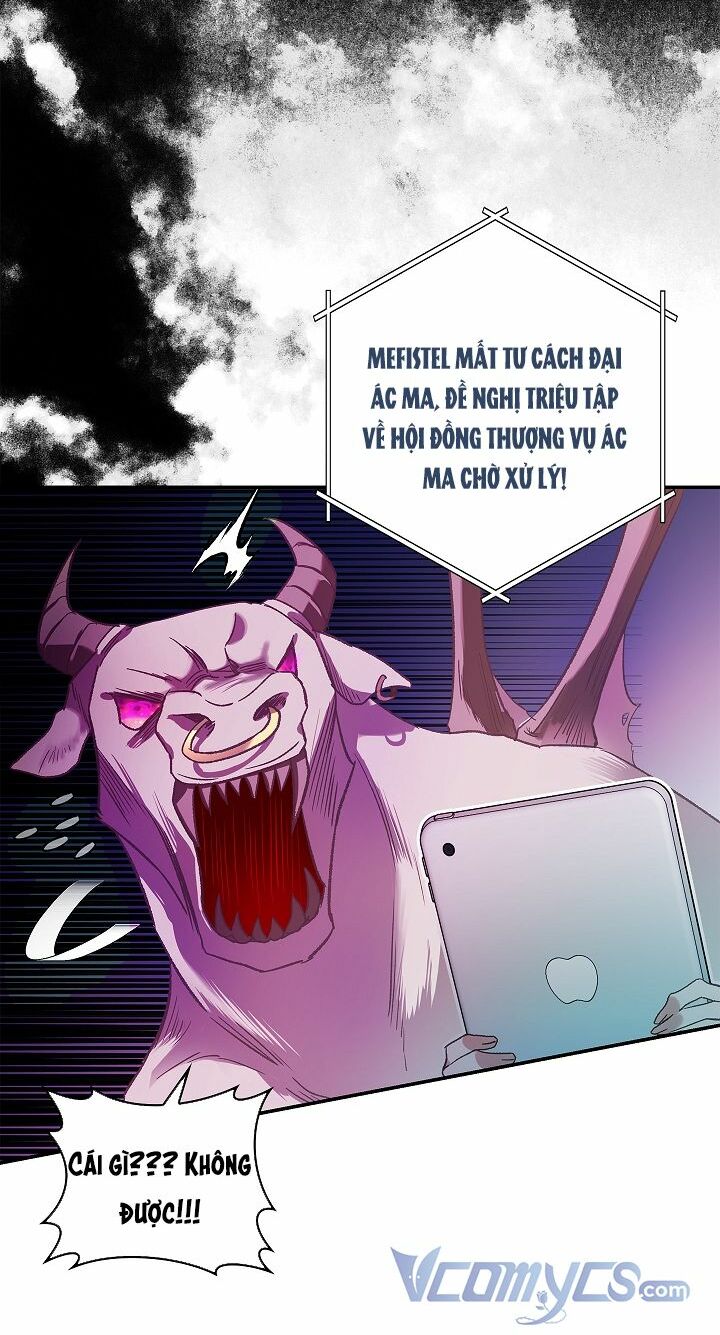 MEFISTEL MẤT TƯ CÁCH ĐẠI
ÁC MA, ĐỀ NGHỊ TRIỆU TẬP
VỀ HỘI ĐỒNG THƯỢNG VỤ ÁC
MA CHỜ XỬ LÝ!
CÁI GÌ??? KHÔNG
ĐƯỢC!!!
VCOMYCS.com